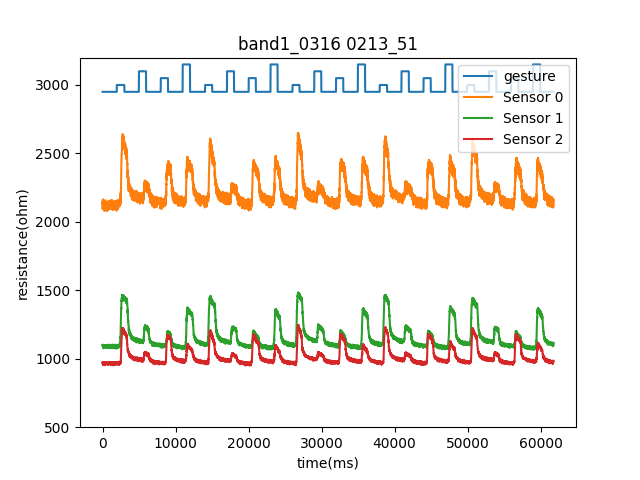 band1_0316 0213_51
gesture
Sensor 0
Sensor 1
Sensor 2
3000
2500
2000
1500
1000
500
resistance(ohm)
0 10000 20000 30000 40000 50000 60000
time(ms)